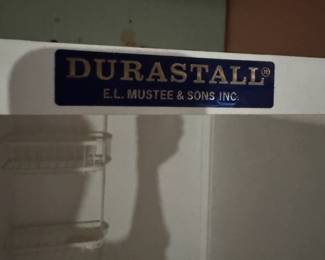 DURASTALL®
E.L. MUSTEE & SONS INC.